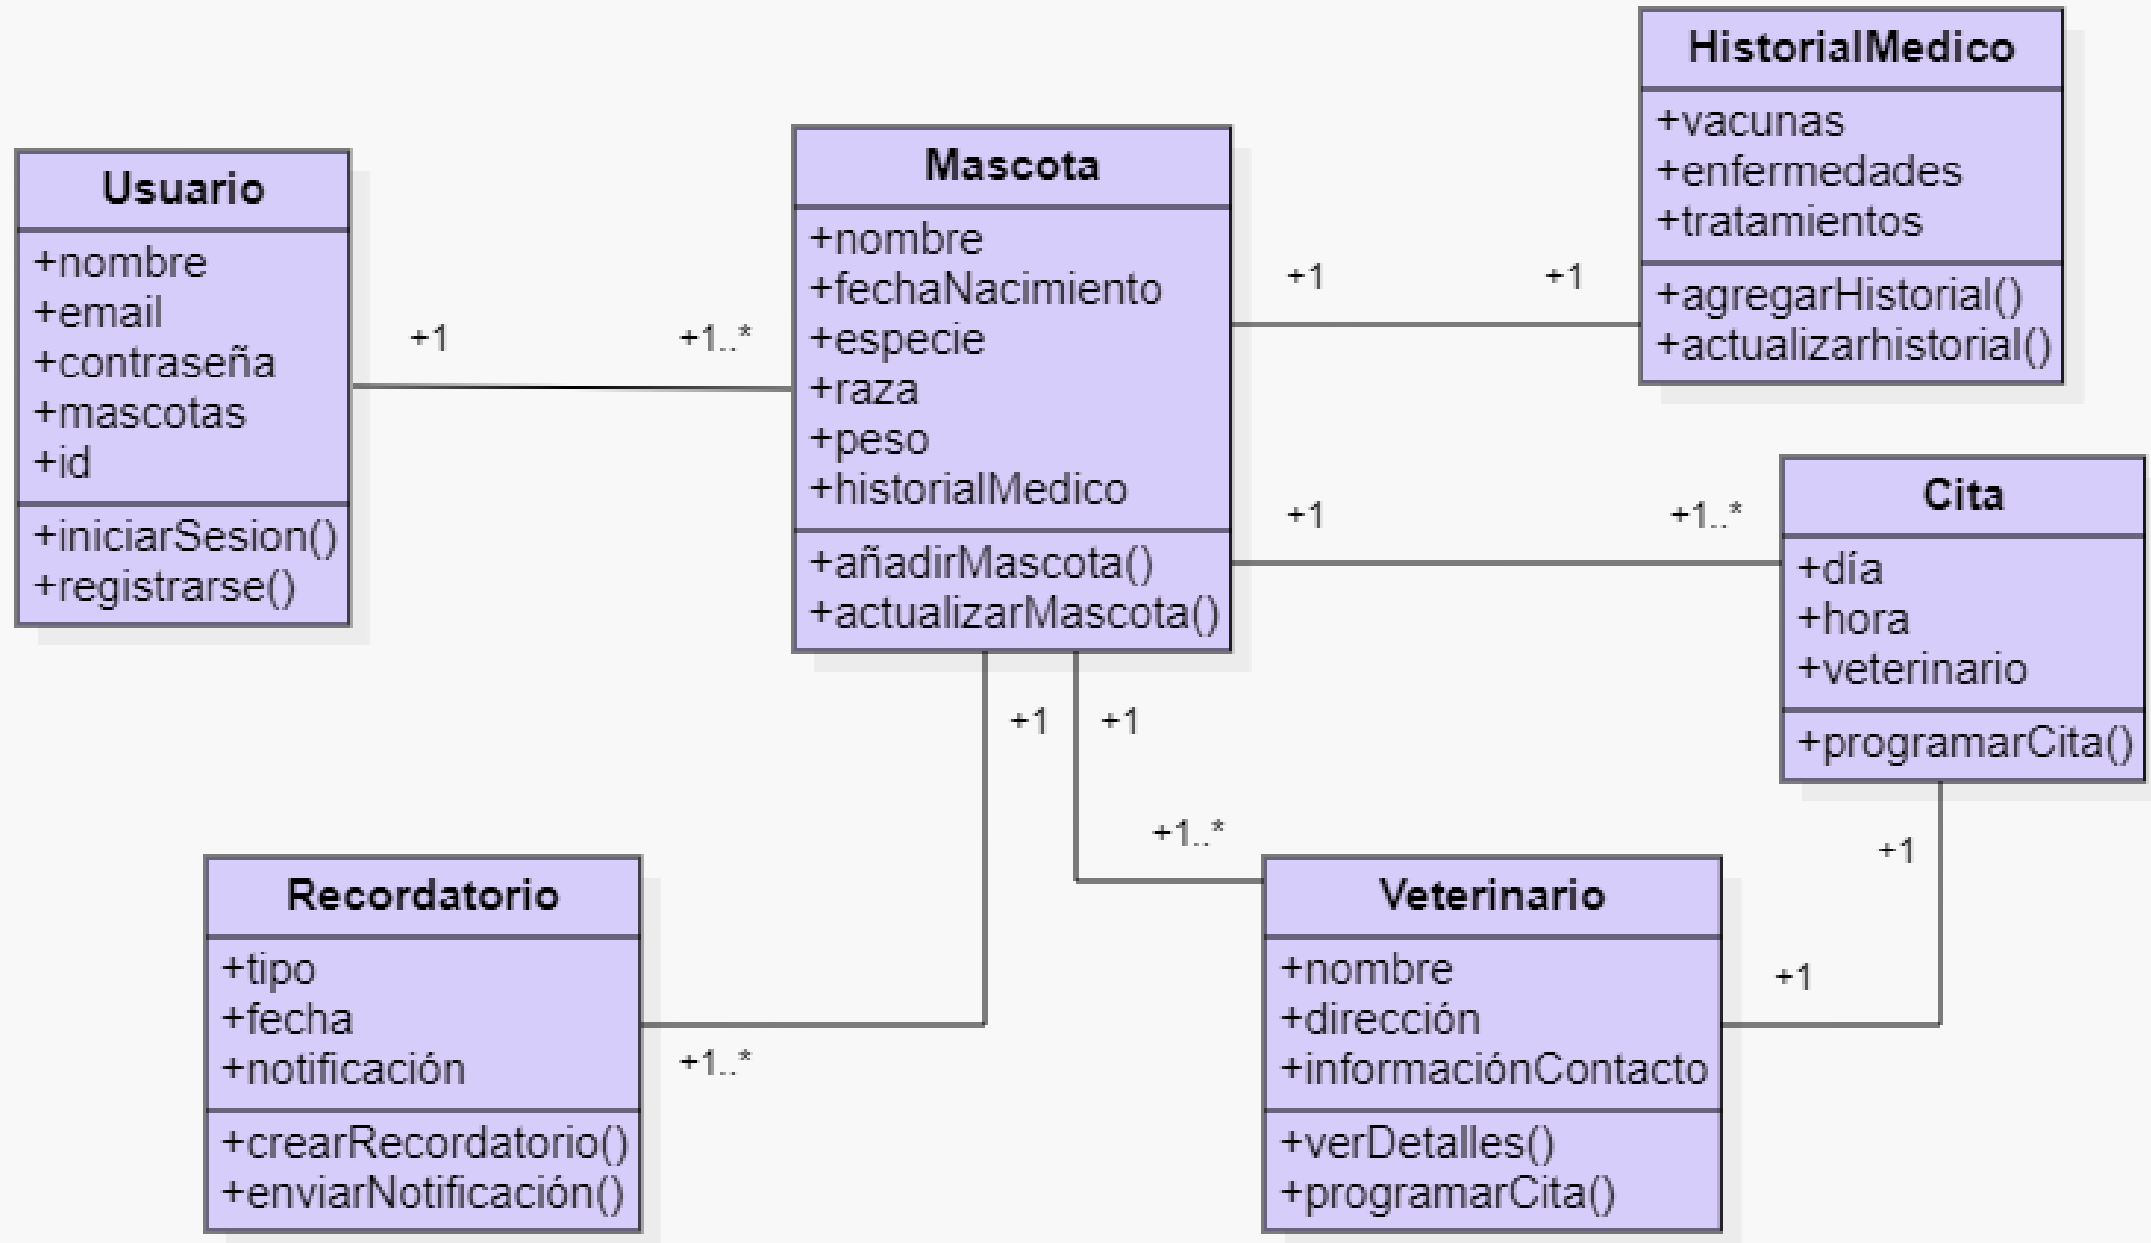 Usuario
+nombre
+email
+contraseña
+mascotas
+id
+iniciarSesion()
+registrarse()
+1
+1..*
Mascota
+nombre
+fechaNacimiento
+especie
+raza
+peso
+historialMedico
+añadirMascota()
+actualizarMascota()
+1
+1
HistorialMedico
+vacunas
+enfermedades
+tratamientos
+agregarHistorial()
+actualizarhistorial()
+1
+1..*
Cita
+día
+hora
+veterinario
+programarCita()
+1
+1
+1..*
+1
+1
+1..*
Recordatorio
+tipo
+fecha
+notificación
+crearRecordatorio()
+enviarNotificación()
Veterinario
+nombre
+dirección
+informaciónContacto
+verDetalles()
+programarCita()